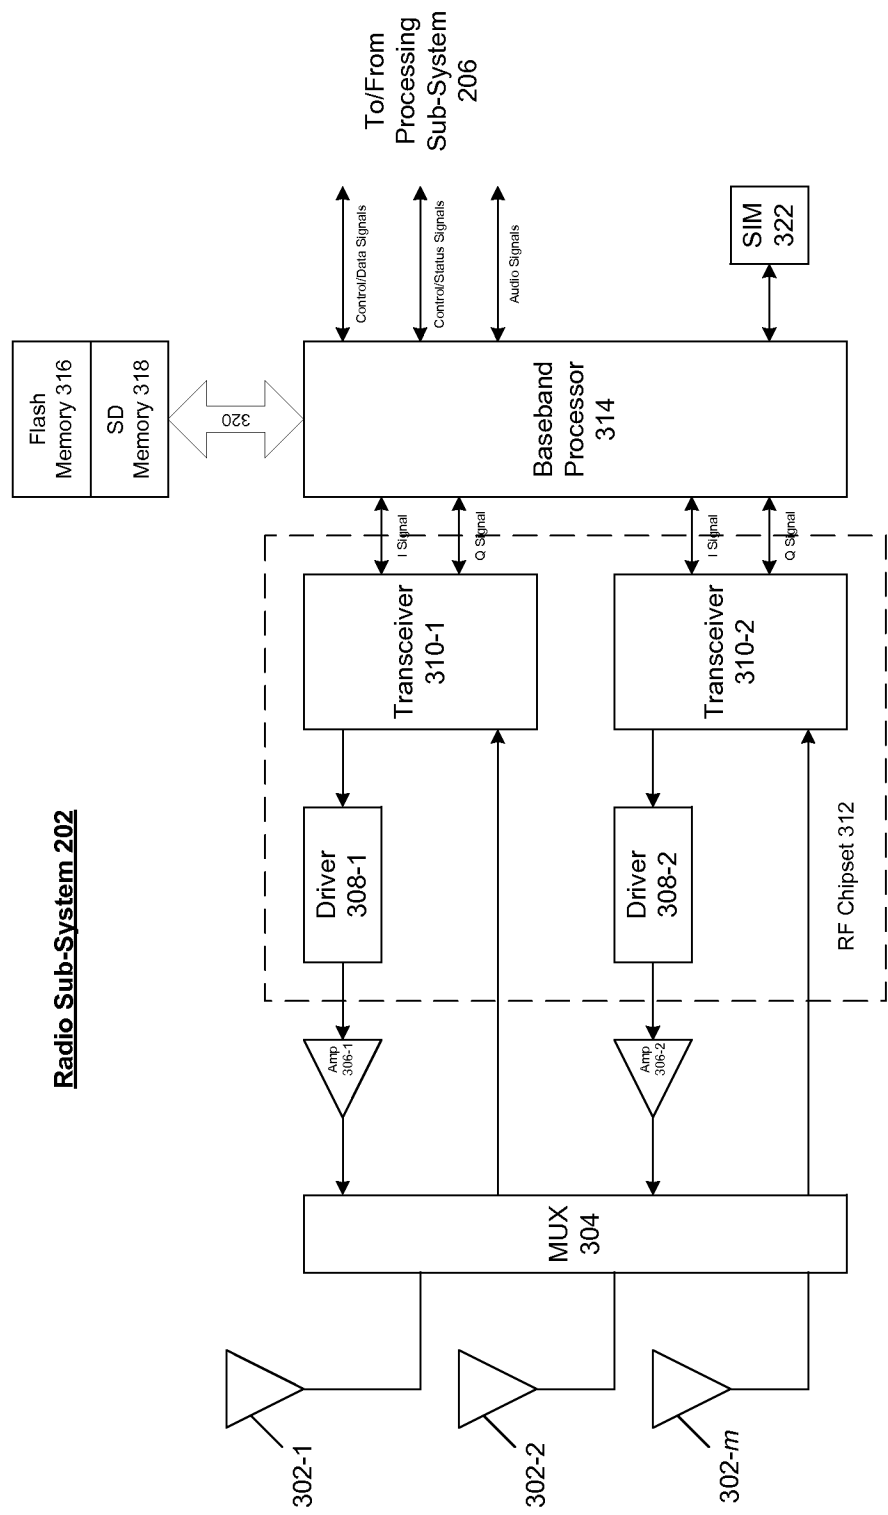 Radio Sub-System 202
302-1
302-2
302-m
MUX
304
Amp
306-1
Amp
306-2
Driver
308-1
Driver
308-2
RF Chipset 312
Transceiver
310-1
Transceiver
310-2
I Signal
Q Signal
I Signal
Q Signal
Baseband
Processor
314
Flash
Memory 316
SD
Memory 318
320
Control/Data Signals
Control/Status Signals
Audio Signals
To/From
Processing
Sub-System
206
SIM
322